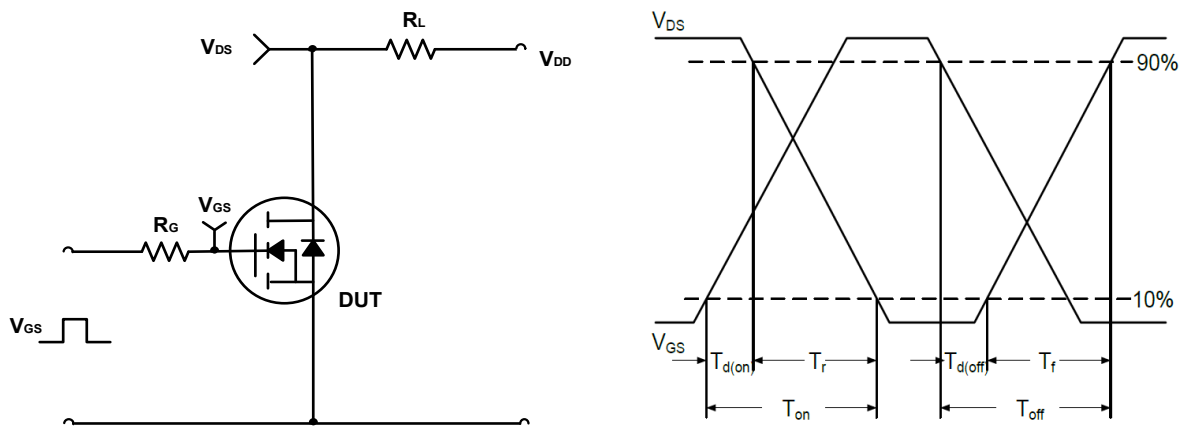 RL
VDS
VDD
VGS
RG
DUT
VGS
VDS
90%
10%
VGS
Td(on)
Tr
Td(off)
Tf
Ton
Toff